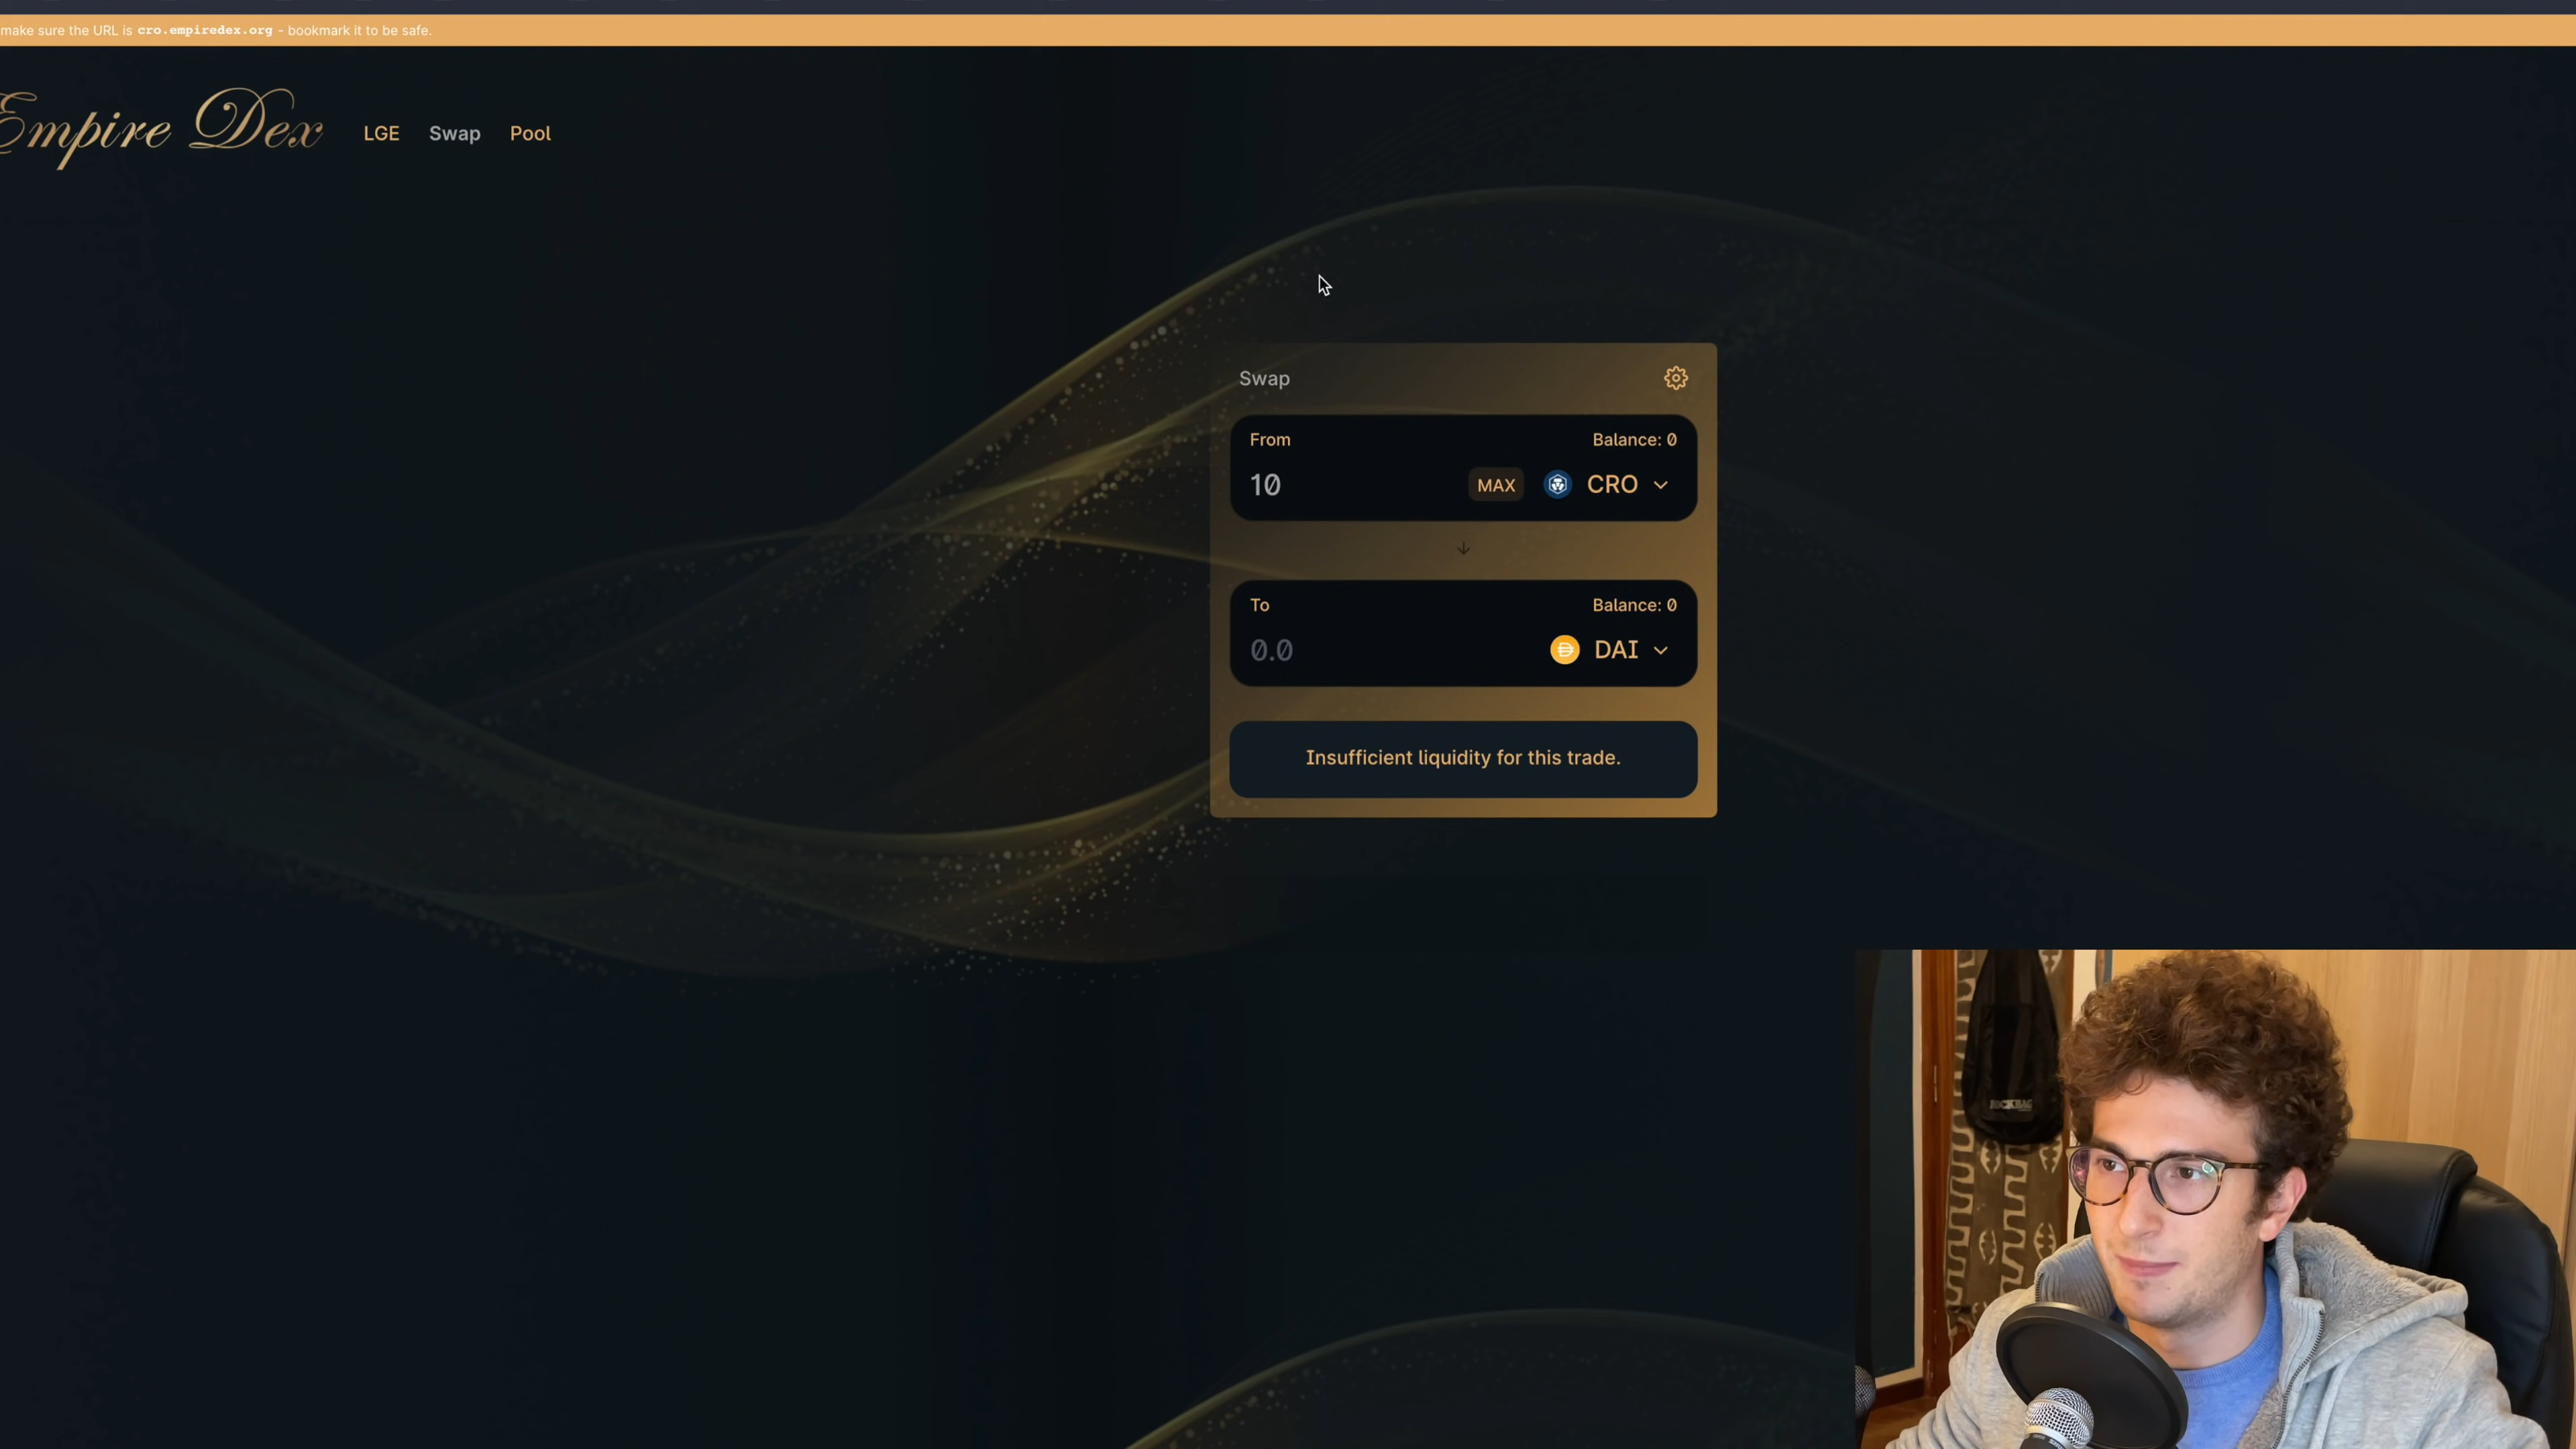 make sure the URL is cro.empiredex.org - bookmark it to be safe.
Empire Dex LGE Swap Pool
Swap
From Balance: 0
10 MAX CRO
To Balance: 0
0.0 DAI
Insufficient liquidity for this trade.
ROCKBAG